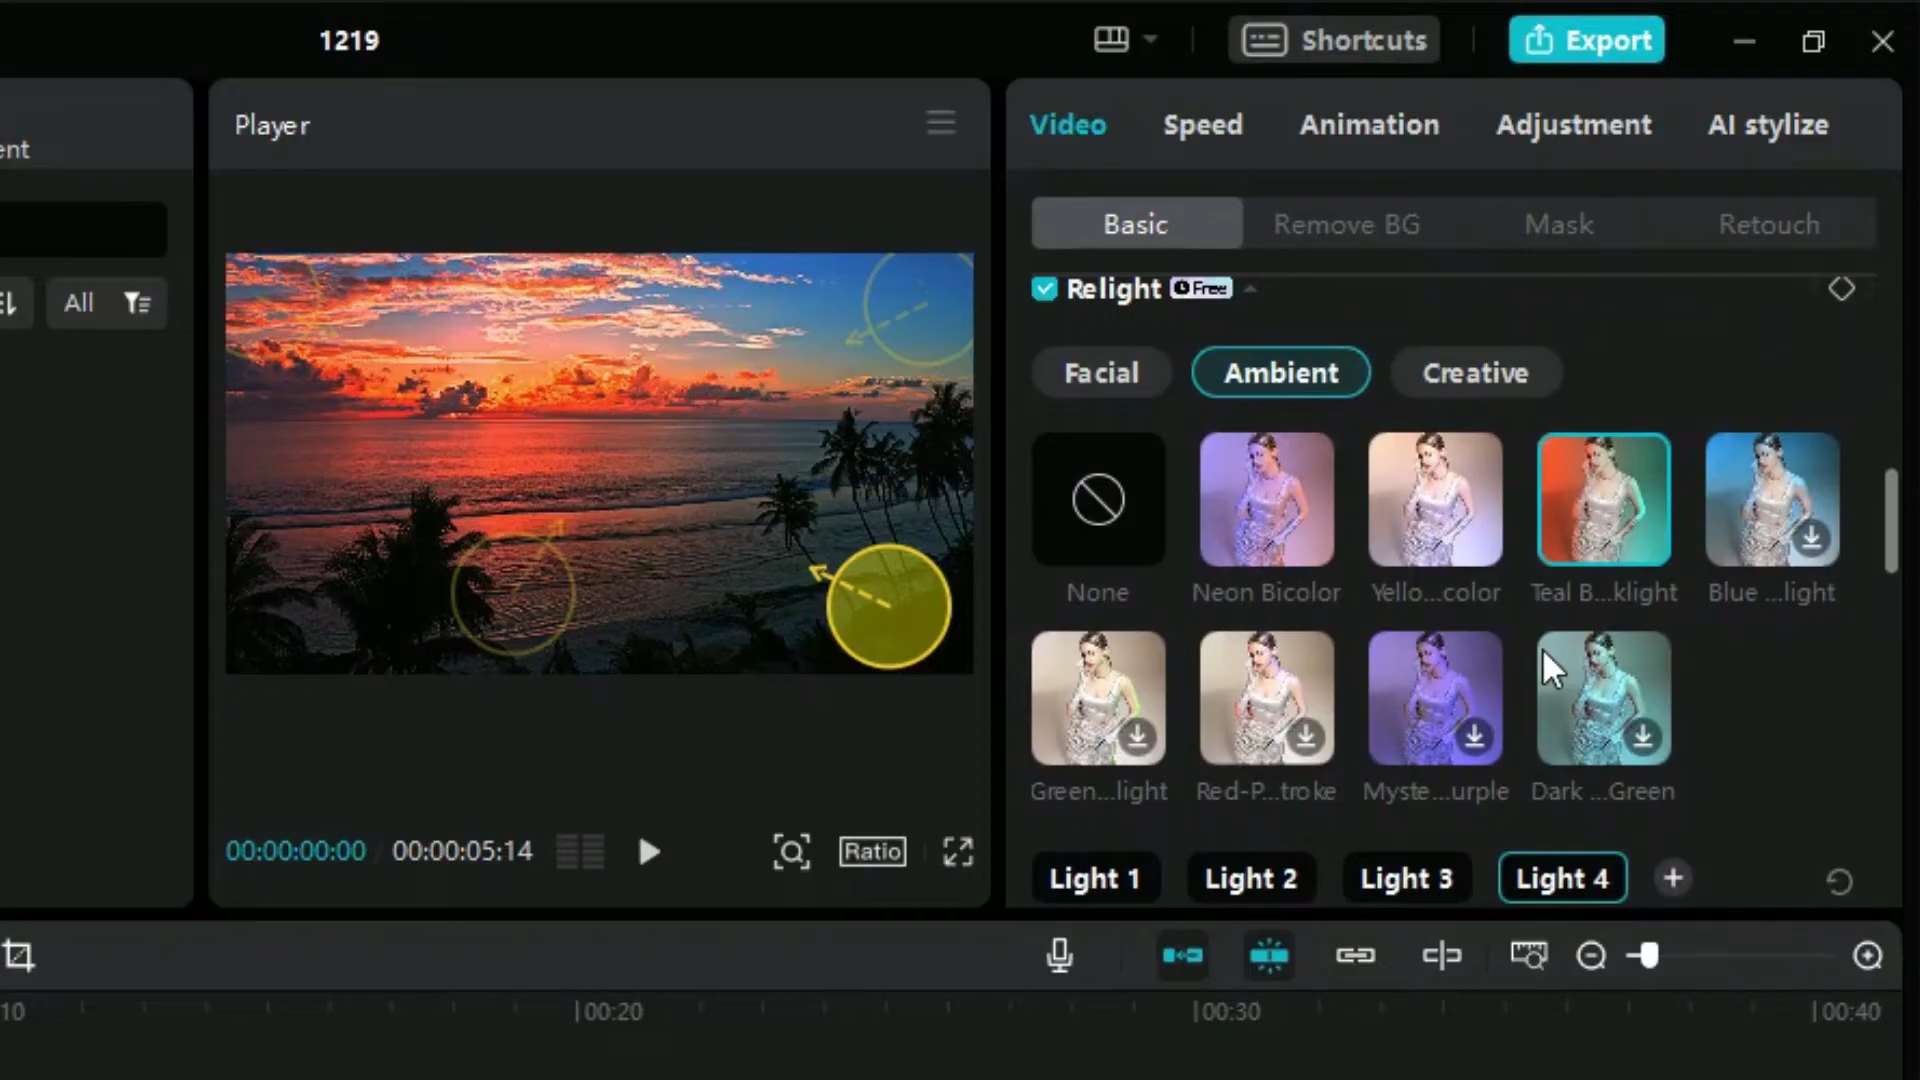 1219
Shortcuts
Export
ent
Player
Video
Speed
Animation
Adjustment
AI stylize
Basic
Remove BG
Mask
Retouch
Relight
Free
All
Facial
Ambient
Creative
None
Neon Bicolor
Yello...color
Teal B...klight
Blue ...light
Green...light
Red-P...troke
Myste...urple
Dark ...Green
00:00:00:00
00:00:05:14
Ratio
Light 1
Light 2
Light 3
Light 4
10
00:20
00:30
00:40